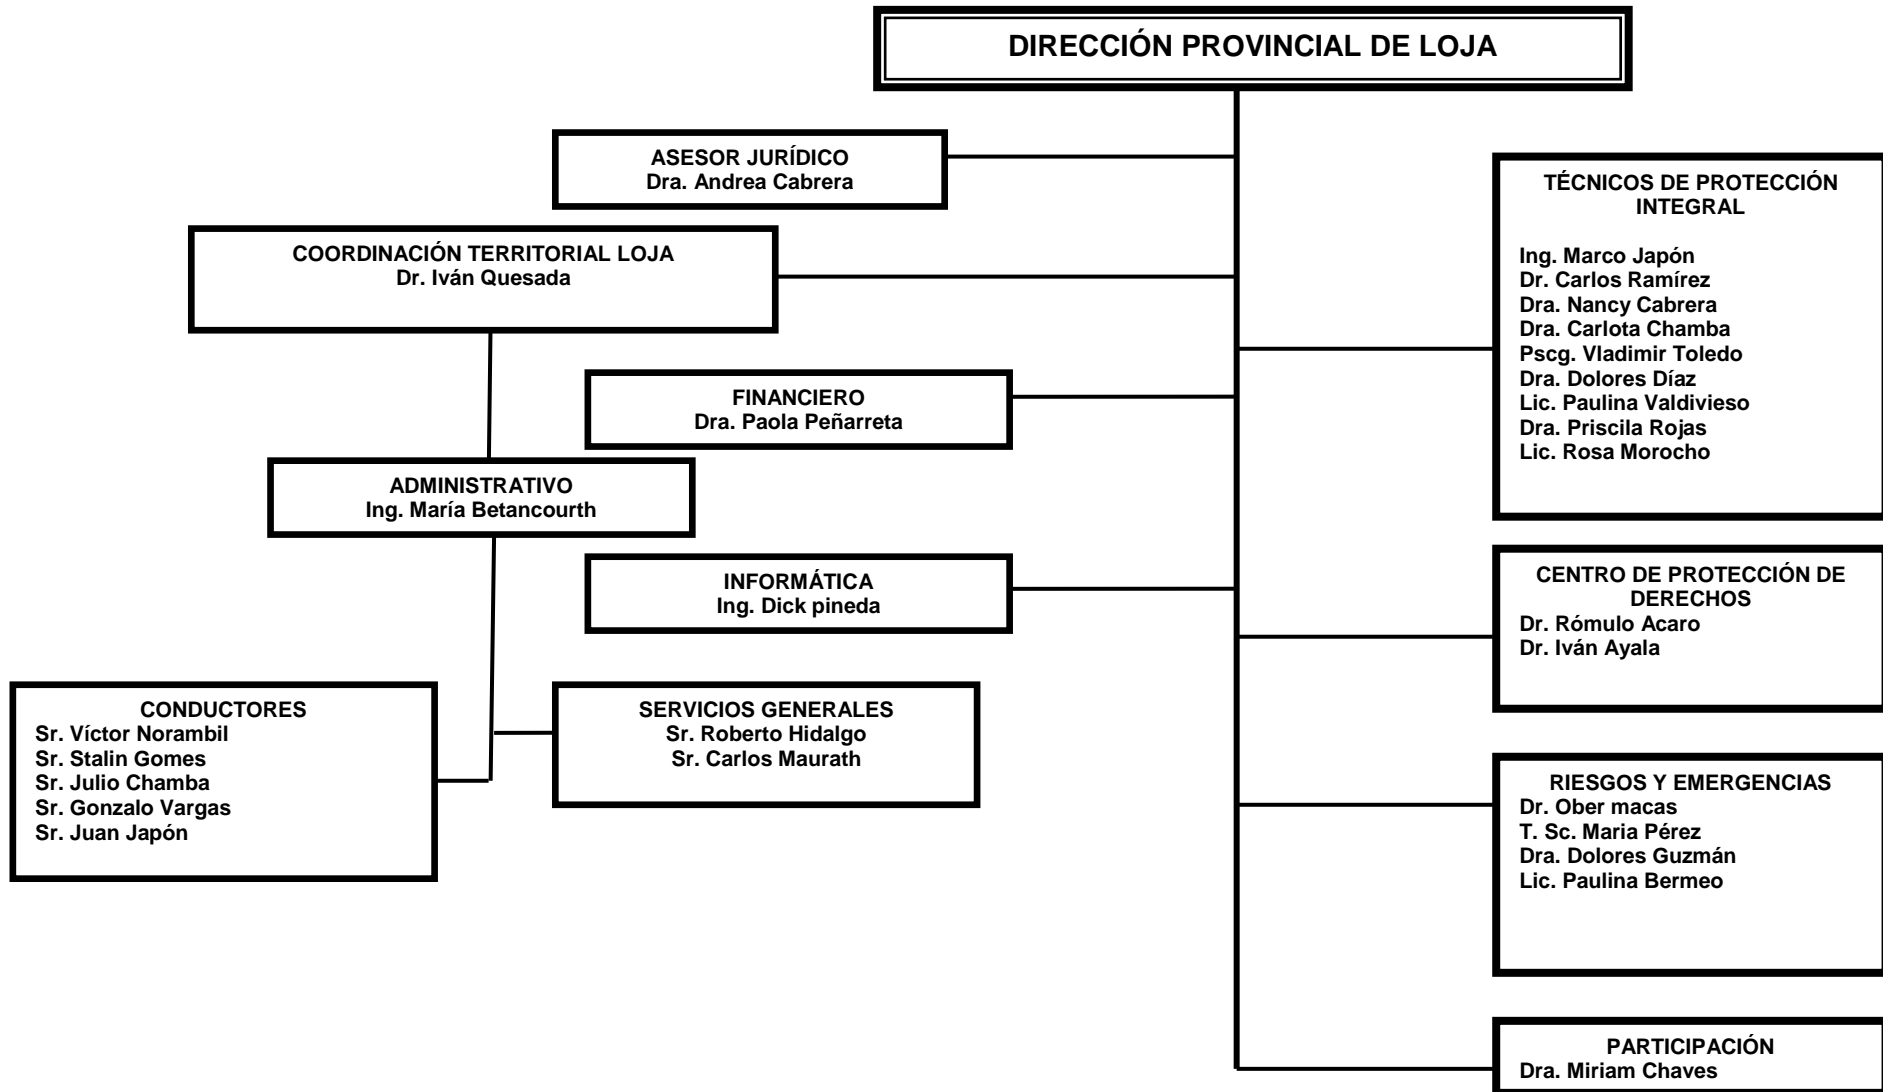 DIRECCIÓN PROVINCIAL DE LOJA
ASESOR JURÍDICO
Dra. Andrea Cabrera
COORDINACIÓN TERRITORIAL LOJA
Dr. Iván Quesada
FINANCIERO
Dra. Paola Peñarreta
ADMINISTRATIVO
Ing. María Betancourth
INFORMÁTICA
Ing. Dick pineda
CONDUCTORES
Sr. Víctor Norambil
Sr. Stalin Gomes
Sr. Julio Chamba
Sr. Gonzalo Vargas
Sr. Juan Japón
SERVICIOS GENERALES
Sr. Roberto Hidalgo
Sr. Carlos Maurath
TÉCNICOS DE PROTECCIÓN
INTEGRAL
Ing. Marco Japón
Dr. Carlos Ramírez
Dra. Nancy Cabrera
Dra. Carlota Chamba
Pscg. Vladimir Toledo
Dra. Dolores Díaz
Lic. Paulina Valdivieso
Dra. Priscila Rojas
Lic. Rosa Morocho
CENTRO DE PROTECCIÓN DE
DERECHOS
Dr. Rómulo Acaro
Dr. Iván Ayala
RIESGOS Y EMERGENCIAS
Dr. Ober macas
T. Sc. Maria Pérez
Dra. Dolores Guzmán
Lic. Paulina Bermeo
PARTICIPACIÓN
Dra. Miriam Chaves